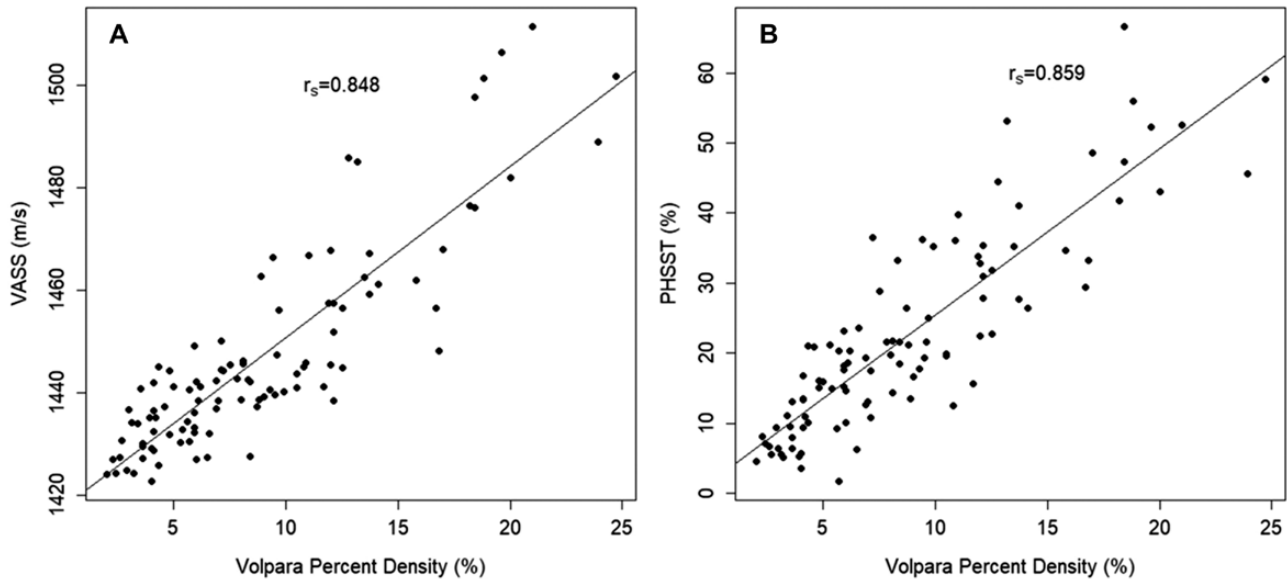 A
r_s=0.848
VASS (m/s)
1500
1480
1460
1440
1420
5 10 15 20 25
Volpara Percent Density (%)
B
r_s=0.859
PHSST (%)
60
50
40
30
20
10
0
5 10 15 20 25
Volpara Percent Density (%)